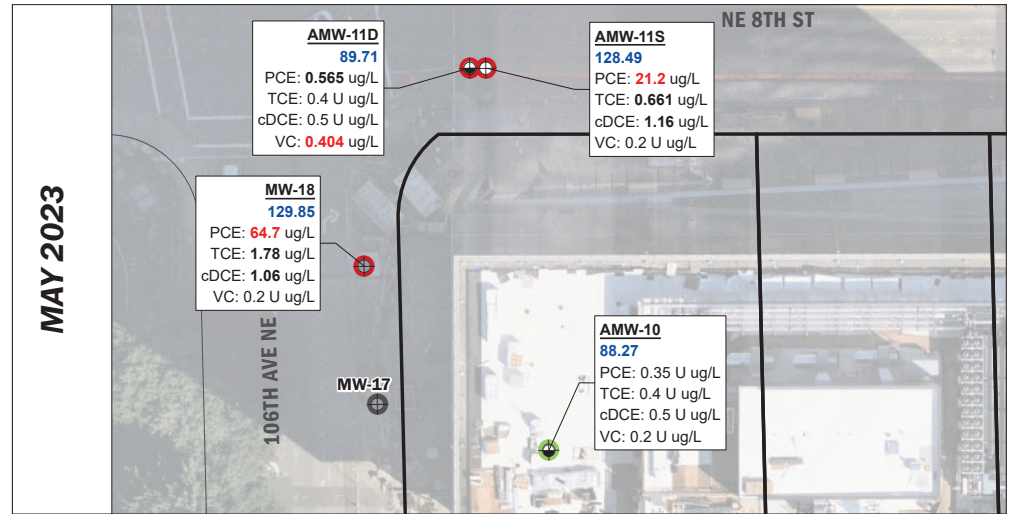 MAY 2023
NE 8TH ST
AMW-11D
89.71
PCE: 0.565 ug/L
TCE: 0.4 U ug/L
cDCE: 0.5 U ug/L
VC: 0.404 ug/L
AMW-11S
128.49
PCE: 21.2 ug/L
TCE: 0.661 ug/L
cDCE: 1.16 ug/L
VC: 0.2 U ug/L
MW-18
129.85
PCE: 64.7 ug/L
TCE: 1.78 ug/L
cDCE: 1.06 ug/L
VC: 0.2 U ug/L
106TH AVE NE
MW-17
AMW-10
88.27
PCE: 0.35 U ug/L
TCE: 0.4 U ug/L
cDCE: 0.5 U ug/L
VC: 0.2 U ug/L